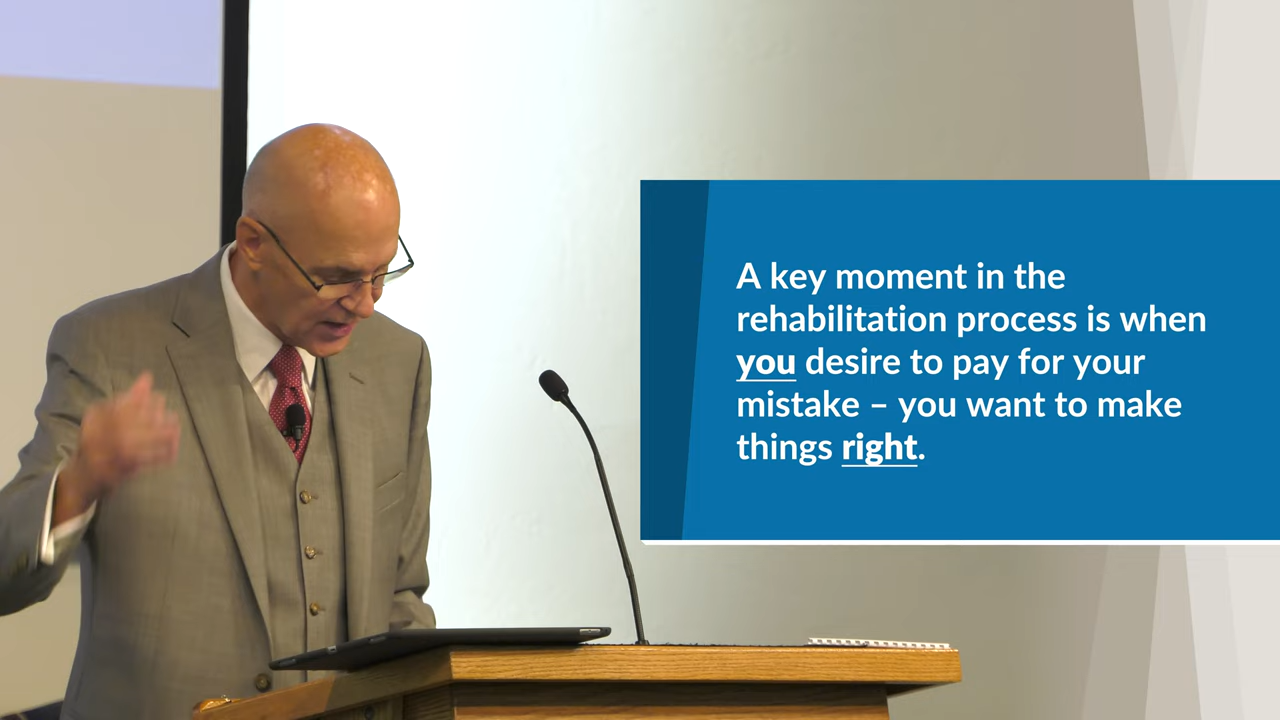 A key moment in the
rehabilitation process is when
you desire to pay for your
mistake – you want to make
things right.